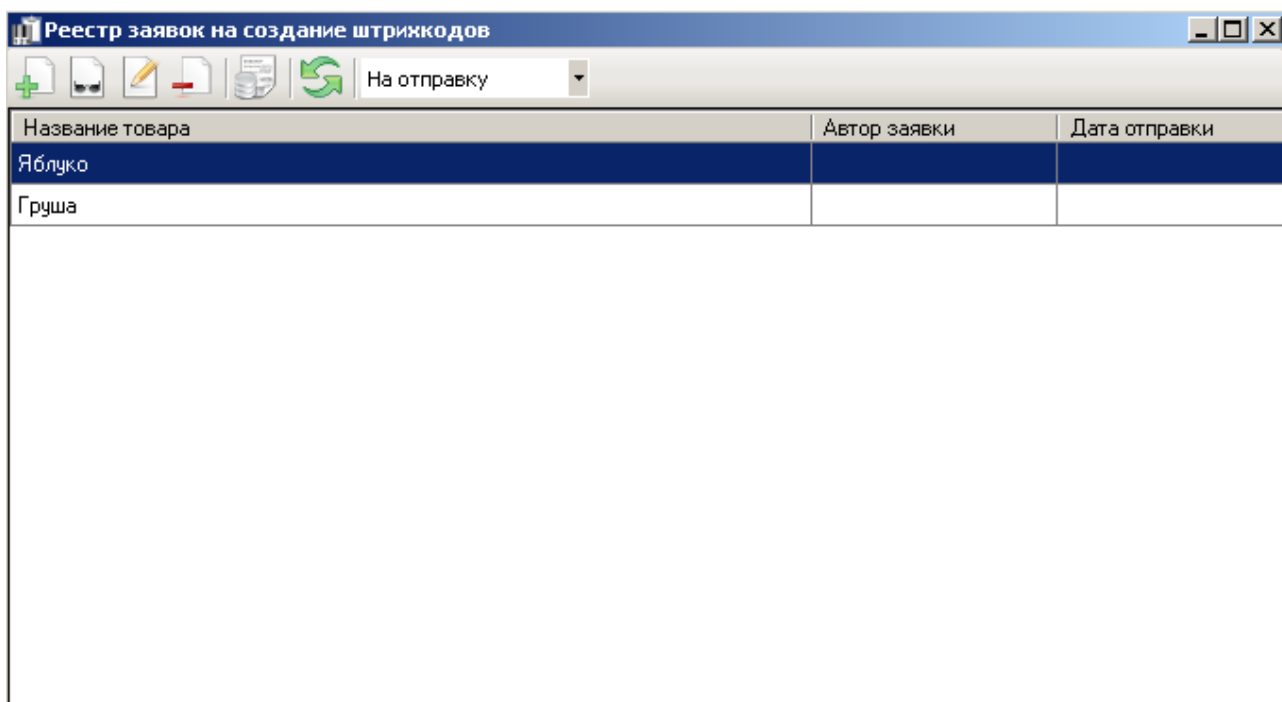 Реестр заявок на создание штрихкодов
На отправку
Название товара Автор заявки Дата отправки
Яблуко
Груша